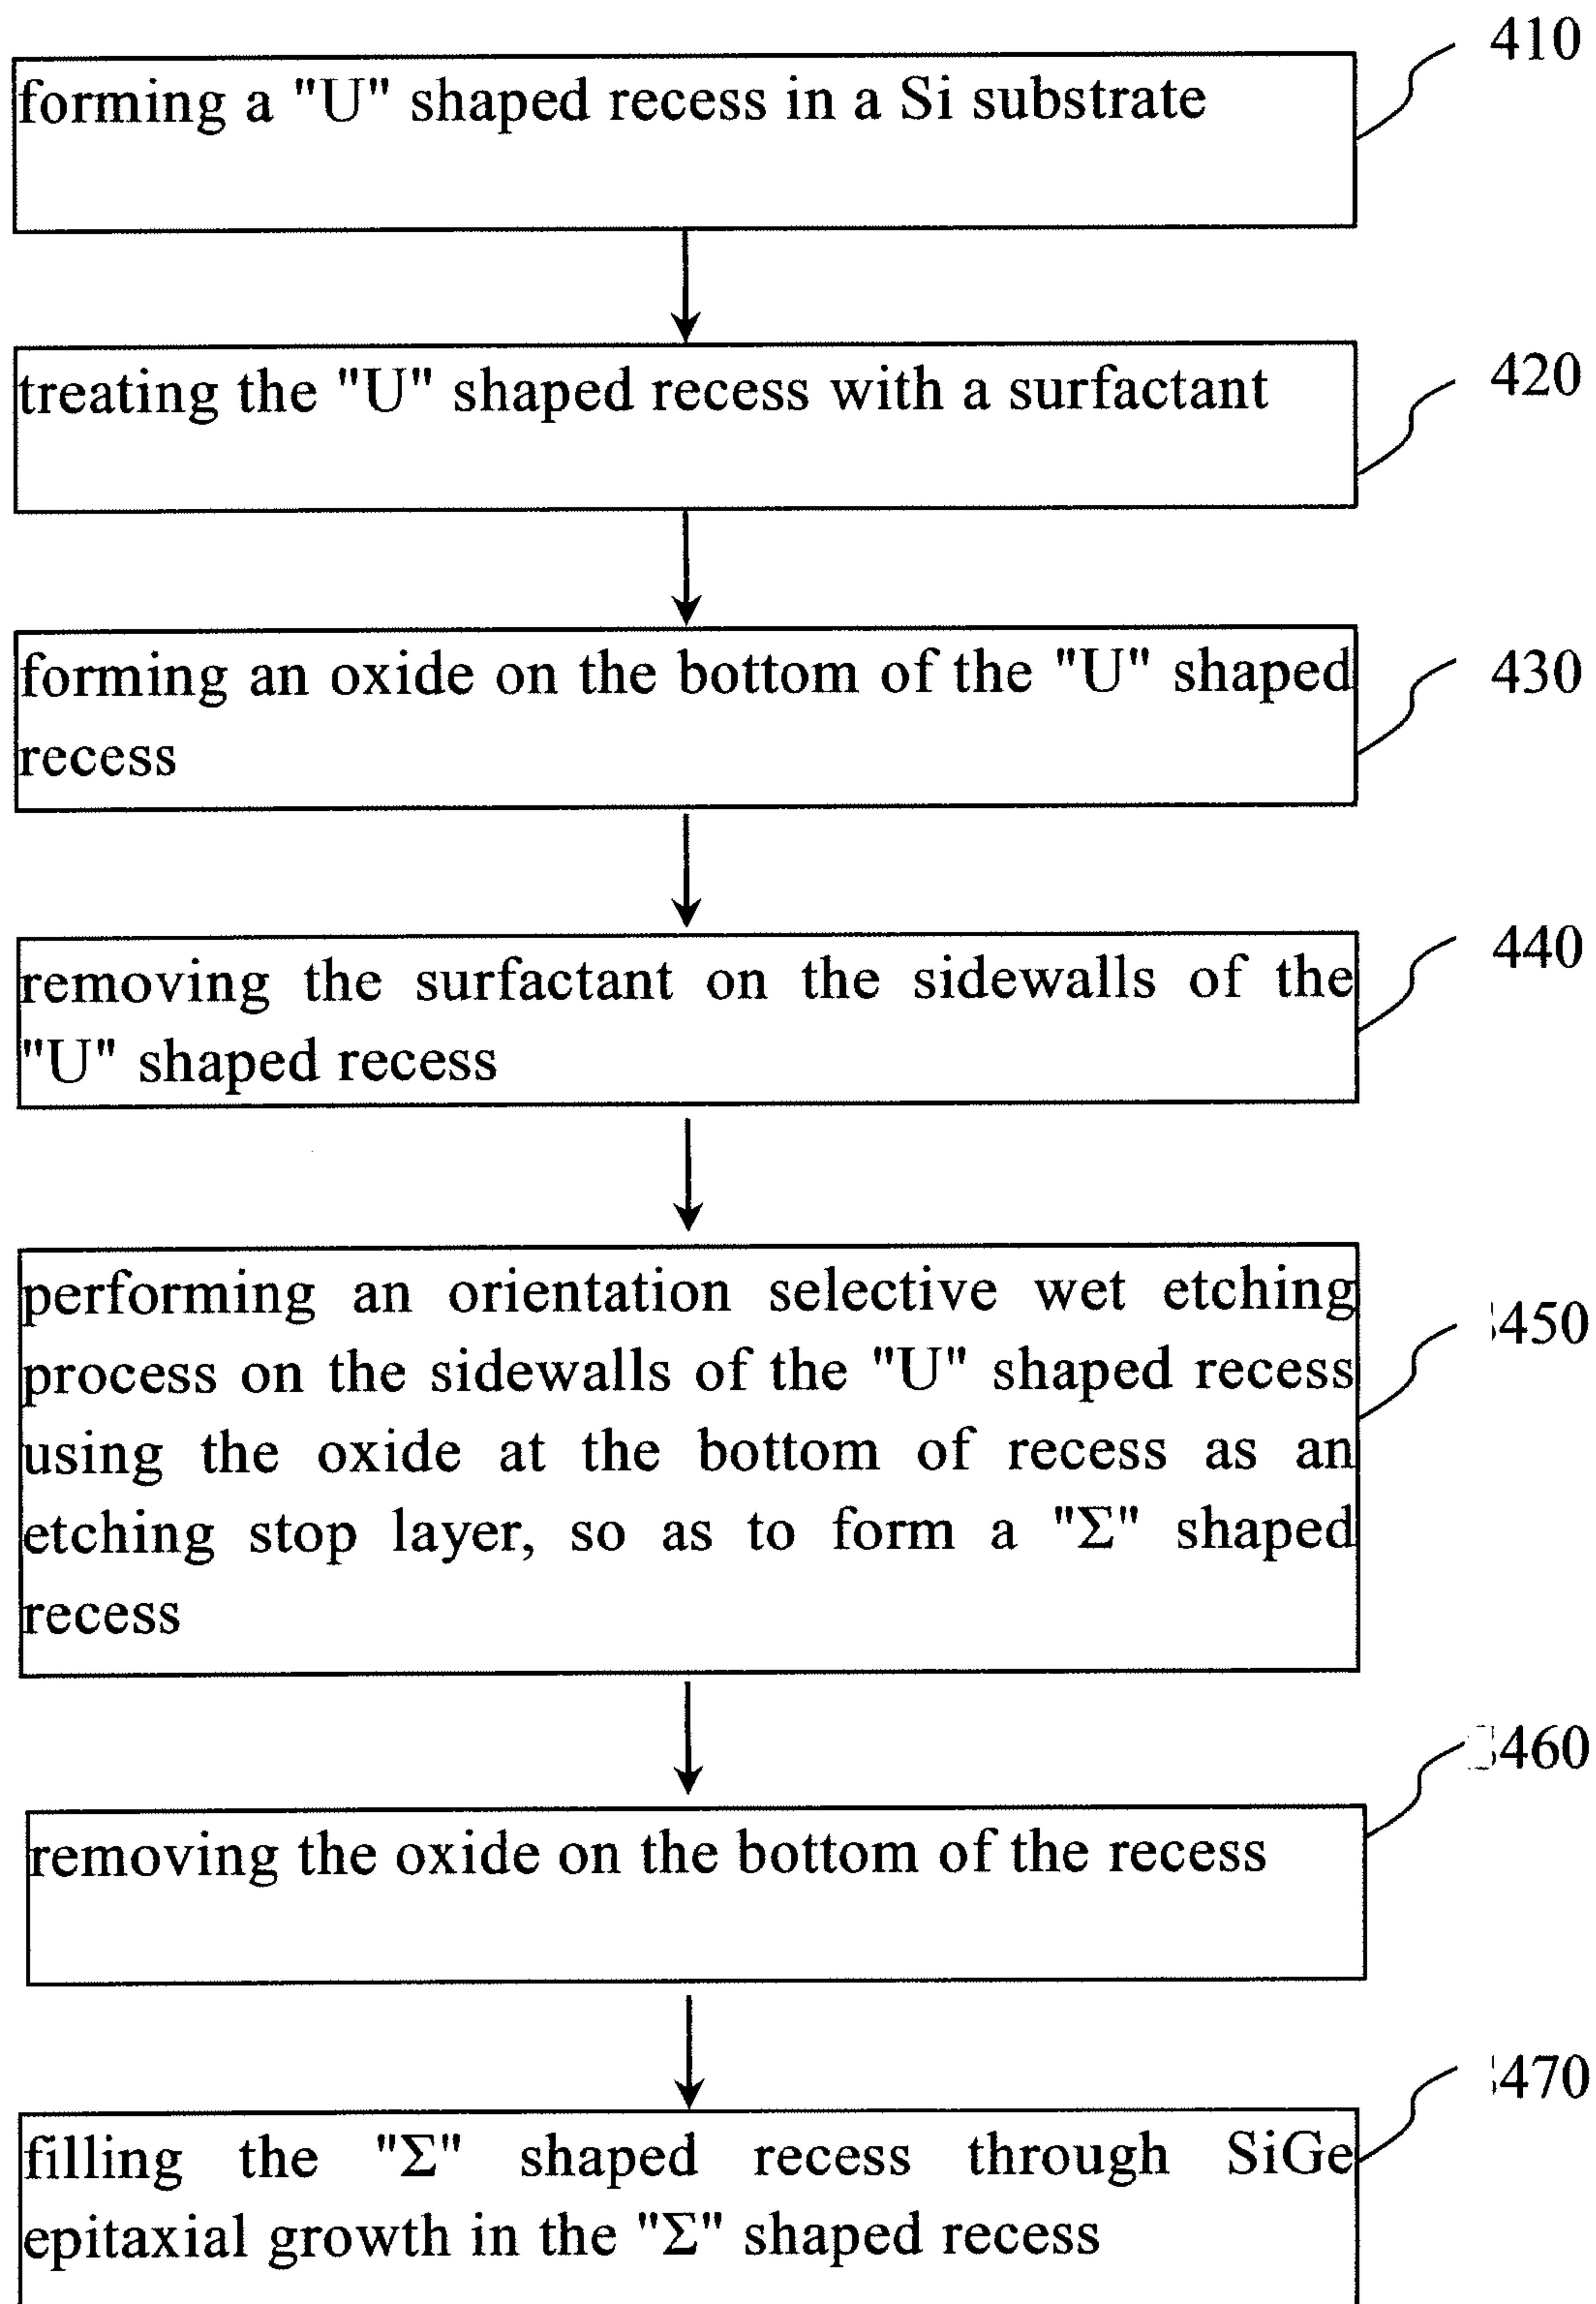 410
forming a "U" shaped recess in a Si substrate
420
treating the "U" shaped recess with a surfactant
430
forming an oxide on the bottom of the "U" shaped
recess
440
removing the surfactant on the sidewalls of the
"U" shaped recess
450
performing an orientation selective wet etching
process on the sidewalls of the "U" shaped recess
using the oxide at the bottom of recess as an
etching stop layer, so as to form a "Σ" shaped
recess
460
removing the oxide on the bottom of the recess
470
filling the "Σ" shaped recess through SiGe
epitaxial growth in the "Σ" shaped recess